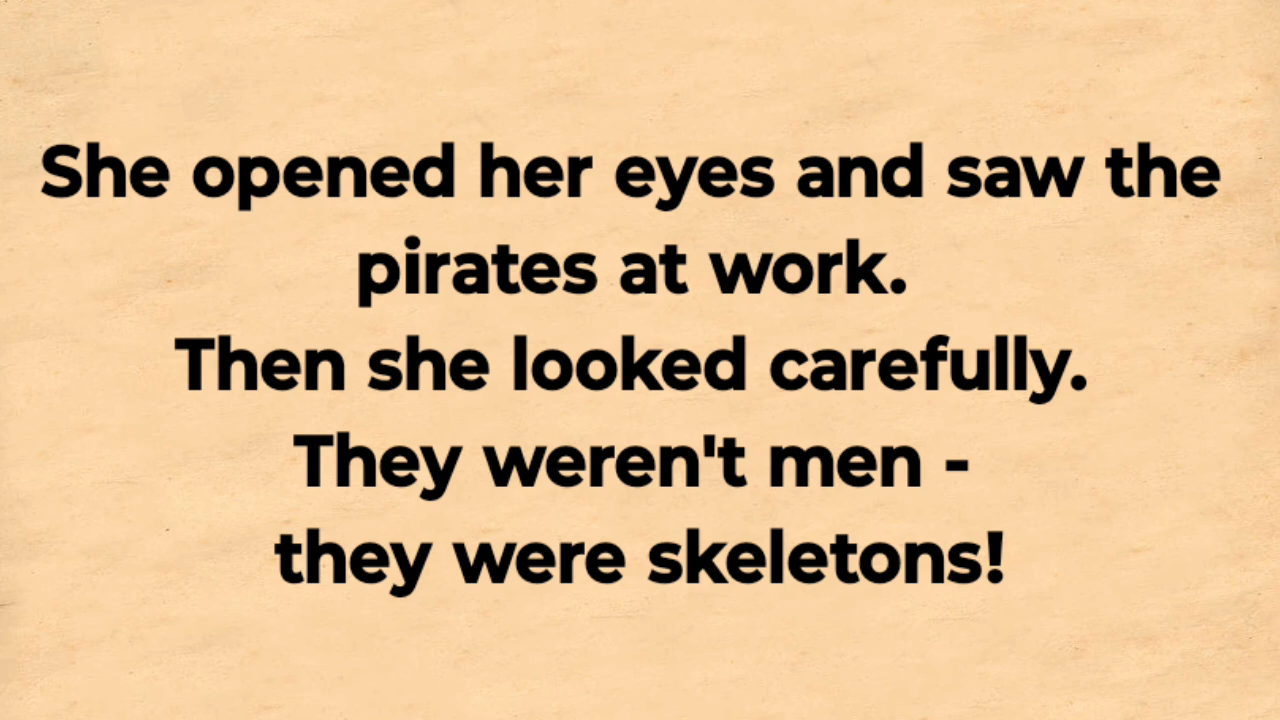 She opened her eyes and saw the
pirates at work.
Then she looked carefully.
They weren't men -
they were skeletons!